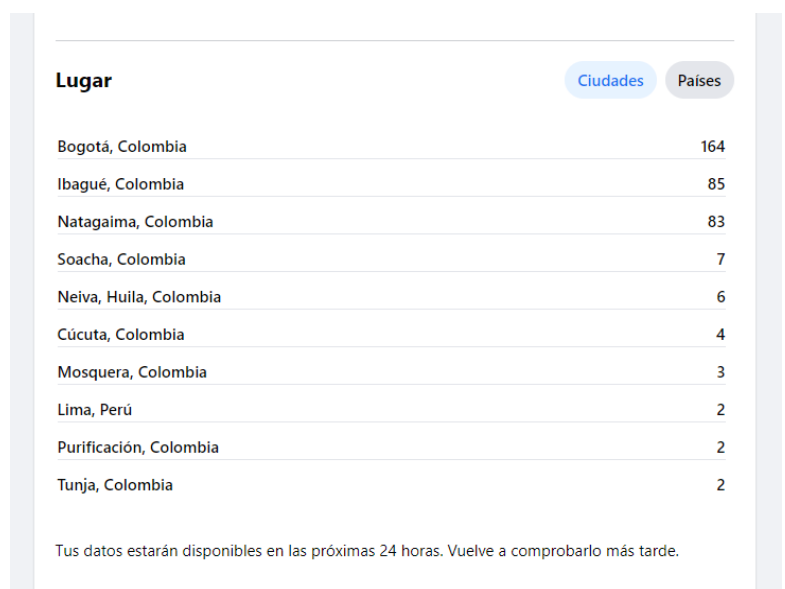 Lugar
Ciudades
Países
Bogotá, Colombia 164
Ibagué, Colombia 85
Natagaima, Colombia 83
Soacha, Colombia 7
Neiva, Huila, Colombia 6
Cúcuta, Colombia 4
Mosquera, Colombia 3
Lima, Perú 2
Purificación, Colombia 2
Tunja, Colombia 2
Tus datos estarán disponibles en las próximas 24 horas. Vuelve a comprobarlo más tarde.